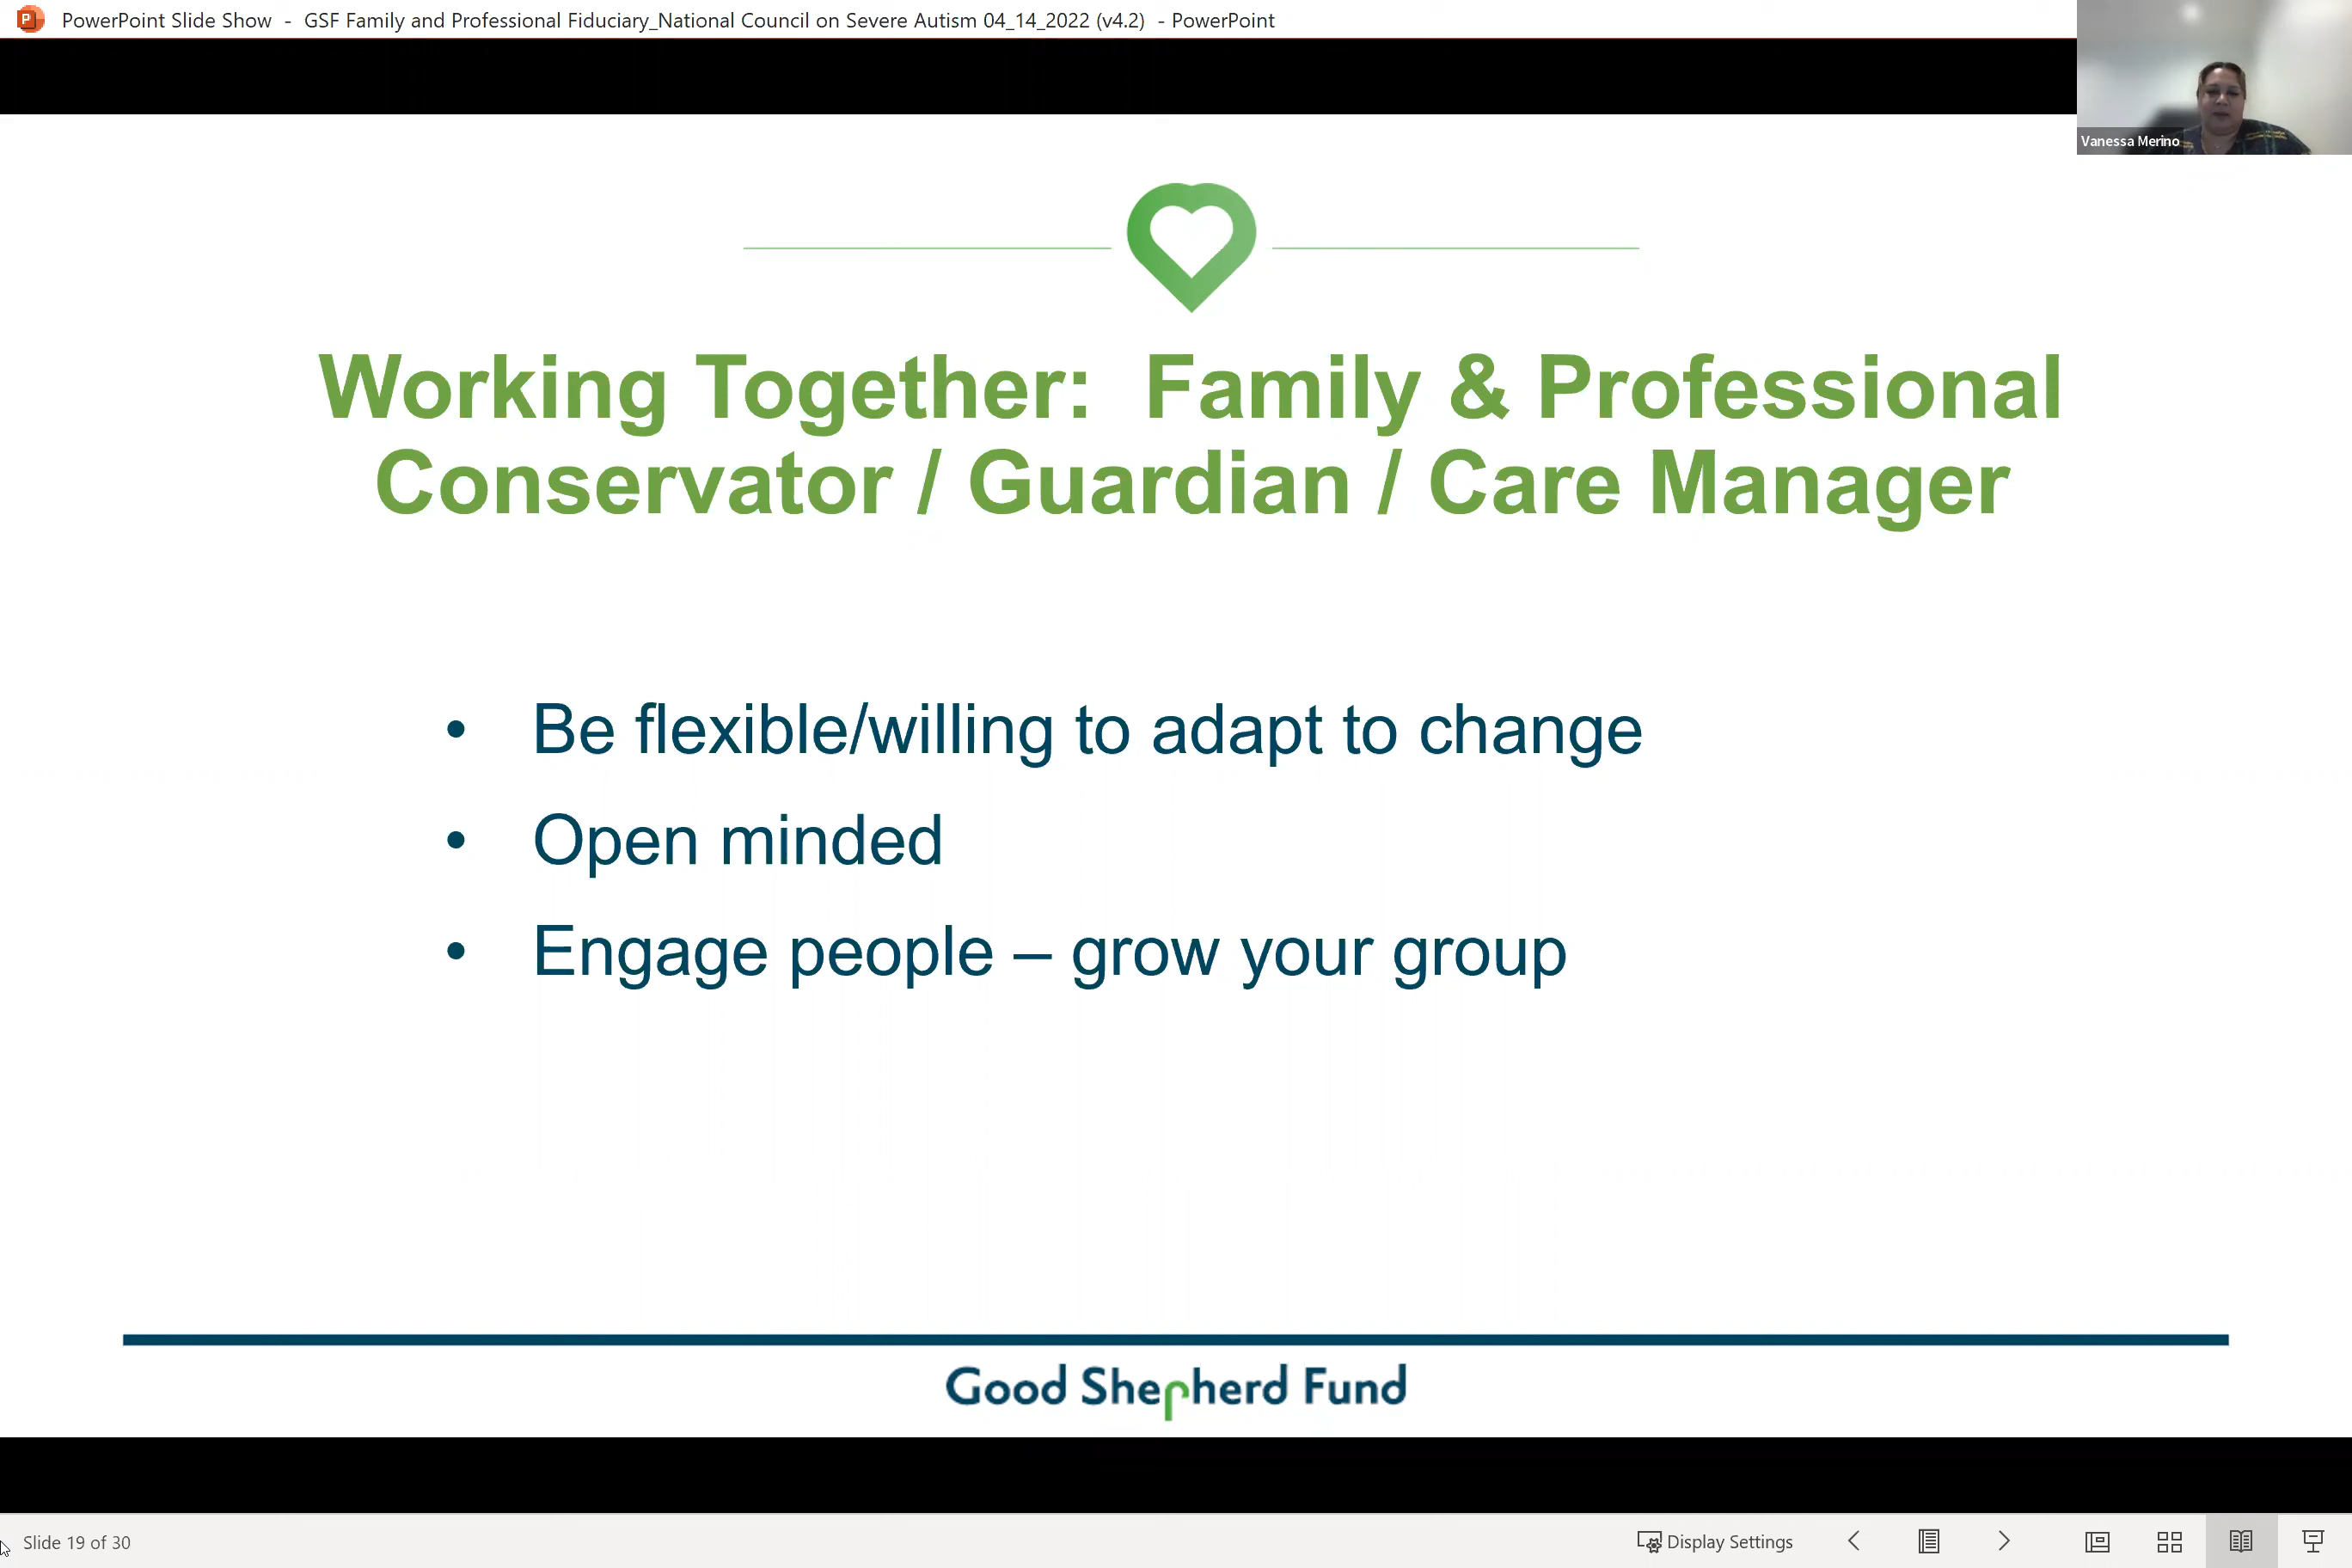 PowerPoint Slide Show - GSF Family and Professional Fiduciary_National Council on Severe Autism 04_14_2022 (v4.2) - PowerPoint
Vanessa Merino
Working Together: Family & Professional
Conservator / Guardian / Care Manager
• Be flexible/willing to adapt to change
• Open minded
• Engage people – grow your group
Good Shepherd Fund
Slide 19 of 30
Display Settings